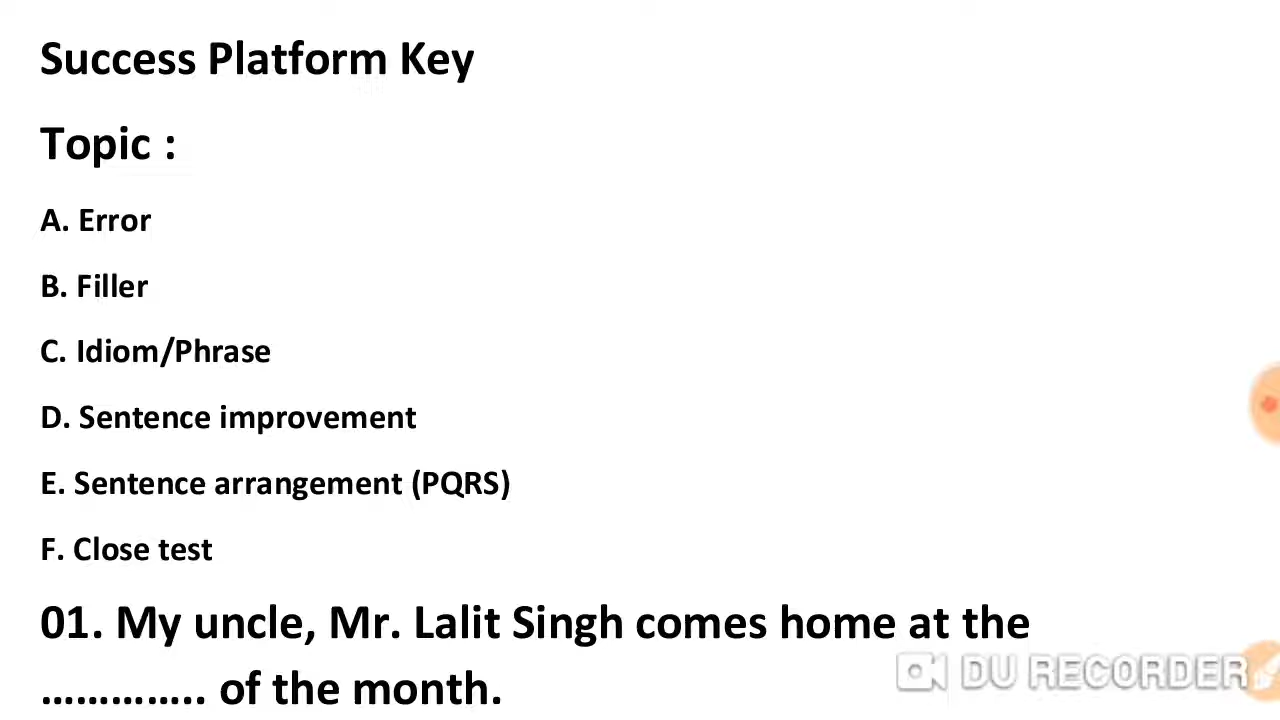 Success Platform Key
Topic :
A. Error
B. Filler
C. Idiom/Phrase
D. Sentence improvement
E. Sentence arrangement (PQRS)
F. Close test
01. My uncle, Mr. Lalit Singh comes home at the
………….. of the month.
DU RECORDER